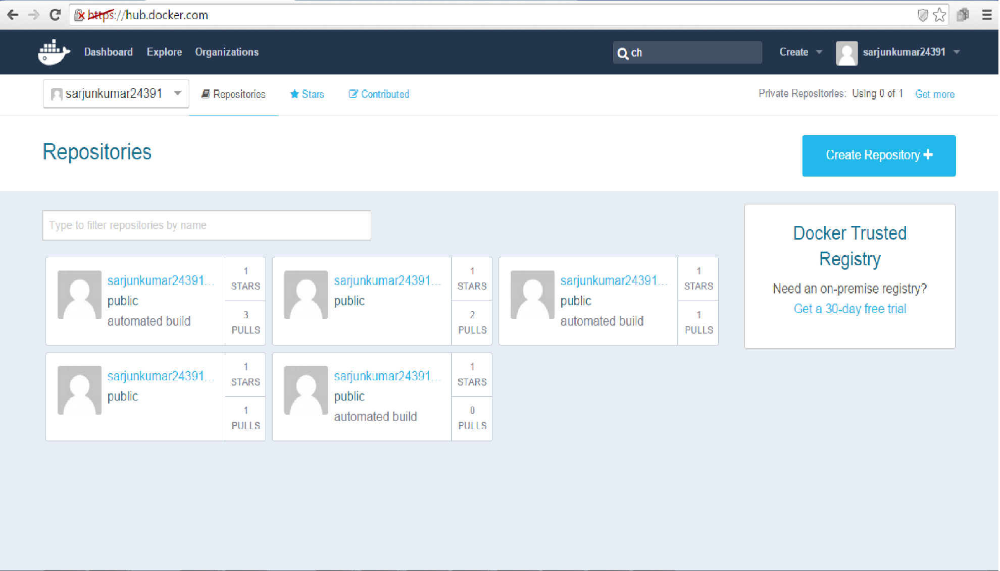 https://hub.docker.com
Dashboard Explore Organizations ch Create sarjunkumar24391
sarjunkumar24391 Repositories Stars Contributed Private Repositories: Using 0 of 1 Get more
Repositories Create Repository
Type to filter repositories by name
Docker Trusted
Registry
Need an on-premise registry?
Get a 30-day free trial
sarjunkumar24391...
public
automated build
1
STARS
3
PULLS
sarjunkumar24391...
public
1
STARS
2
PULLS
sarjunkumar24391...
public
automated build
1
STARS
1
PULLS
sarjunkumar24391...
public
1
STARS
1
PULLS
sarjunkumar24391...
public
automated build
1
STARS
0
PULLS